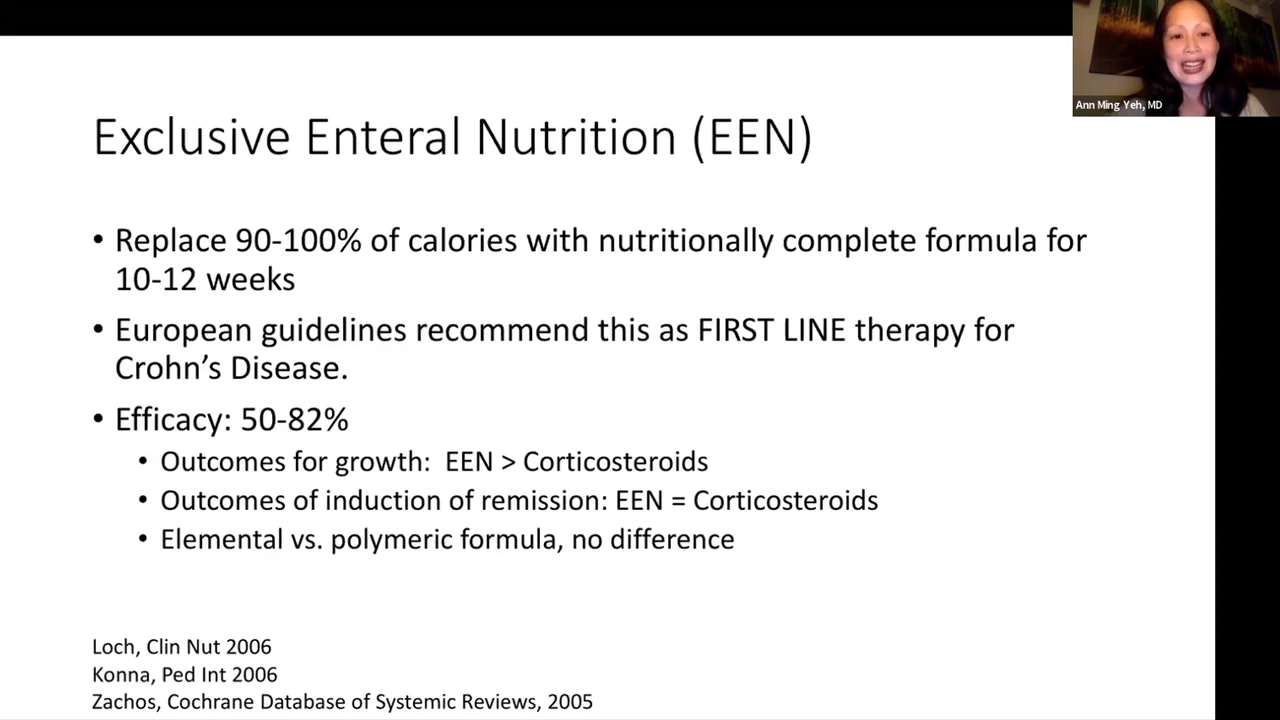 Ann Ming Yeh, MD
Exclusive Enteral Nutrition (EEN)
• Replace 90-100% of calories with nutritionally complete formula for
10-12 weeks
• European guidelines recommend this as FIRST LINE therapy for
Crohn’s Disease.
• Efficacy: 50-82%
• Outcomes for growth:  EEN > Corticosteroids
• Outcomes of induction of remission: EEN = Corticosteroids
• Elemental vs. polymeric formula, no difference
Loch, Clin Nut 2006
Konna, Ped Int 2006
Zachos, Cochrane Database of Systemic Reviews, 2005